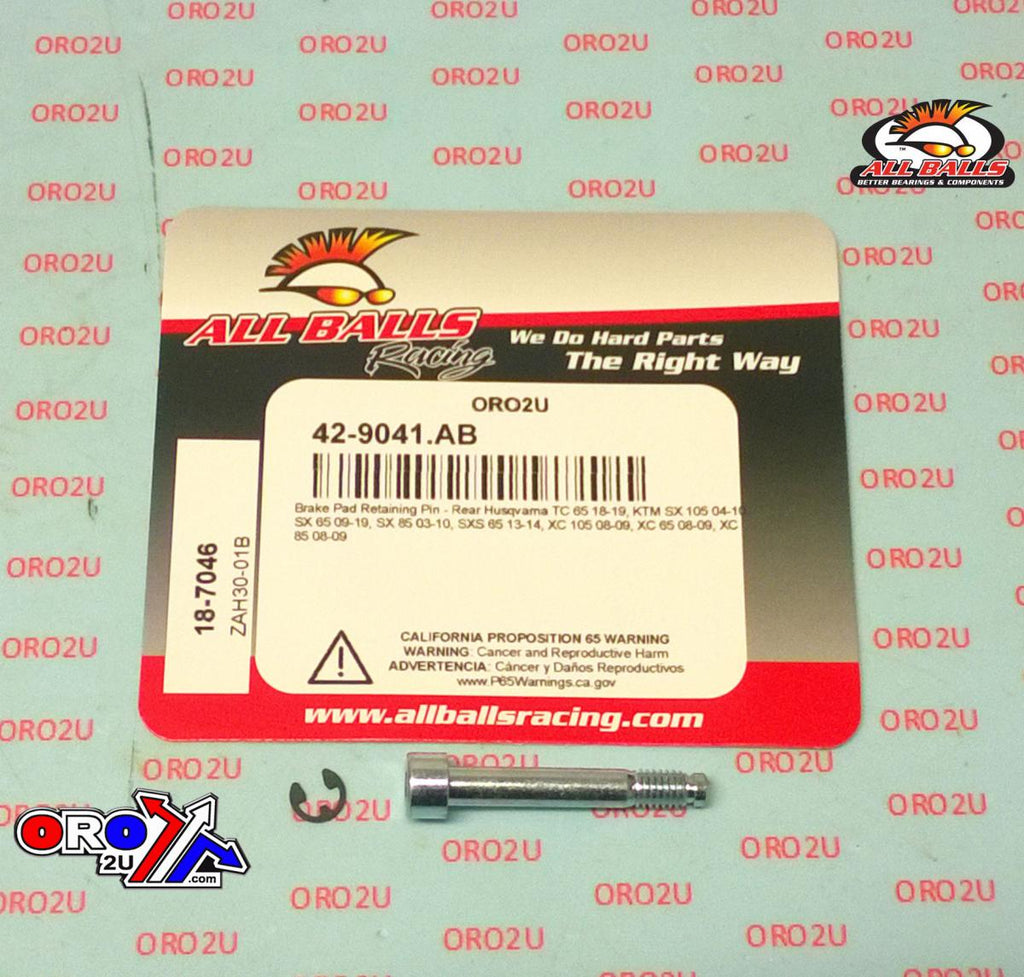 ORO2U
ALL BALLS
BETTER BEARINGS & COMPONENTS
ALL BALLS
Racing
We Do Hard Parts
The Right Way
ORO2U
42-9041.AB
Brake Pad Retaining Pin - Rear Husqvarna TC 65 18-19, KTM SX 105 04-10
SX 65 09-19, SX 85 03-10, SXS 65 13-14, XC 105 08-09, XC 65 08-09, XC
85 08-09
18-7046
ZAH30-01B
CALIFORNIA PROPOSITION 65 WARNING
WARNING: Cancer and Reproductive Harm
ADVERTENCIA: Cáncer y Daños Reproductivos
www.P65Warnings.ca.gov
www.allballsracing.com
ORO
2U
.com